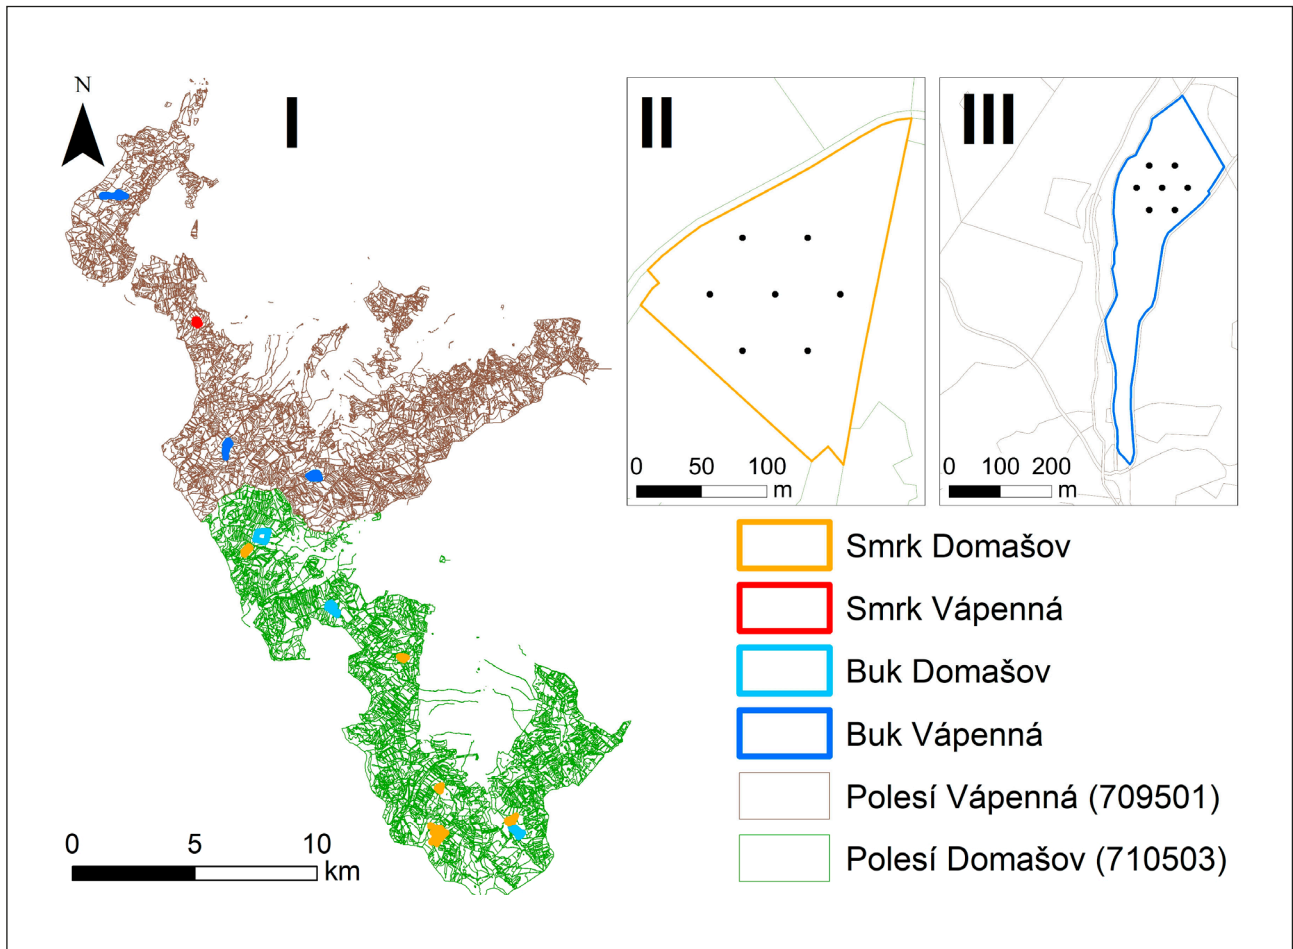 N
I
II
III
0 50 100
m
0 100 200
m
Smrk Domašov
Smrk Vápenná
Buk Domašov
Buk Vápenná
Polesí Vápenná (709501)
Polesí Domašov (710503)
0 5 10
km